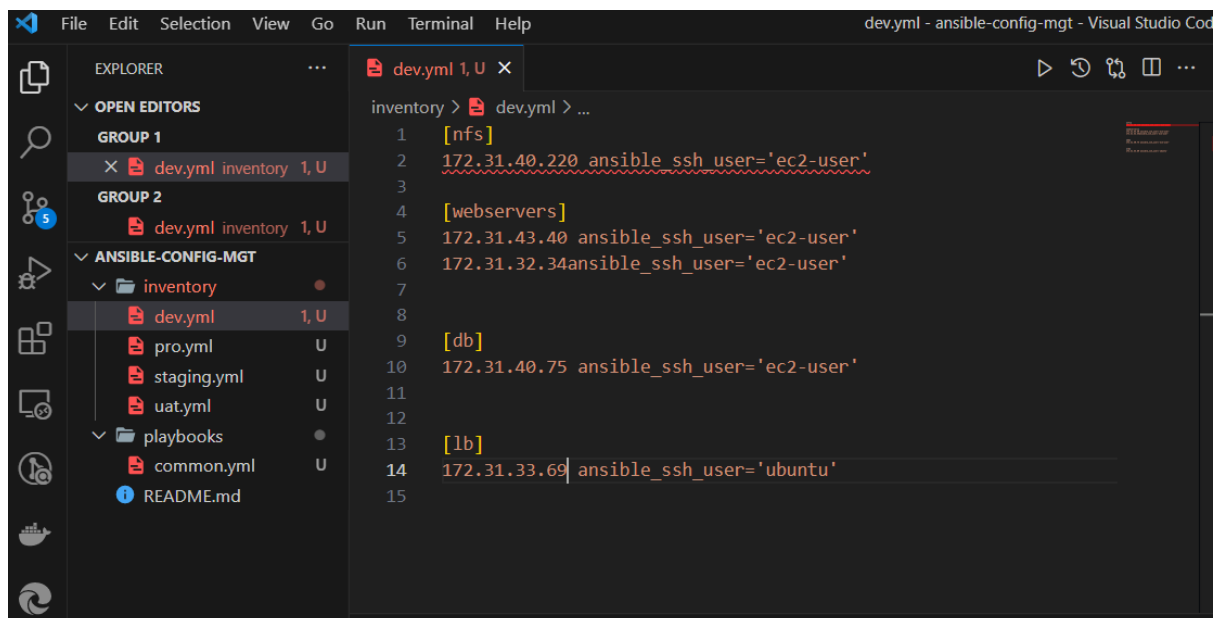 File Edit Selection View Go Run Terminal Help dev.yml - ansible-config-mgt - Visual Studio Cod
EXPLORER ...
OPEN EDITORS
GROUP 1
dev.yml inventory 1, U
GROUP 2
dev.yml inventory 1, U
ANSIBLE-CONFIG-MGT
inventory
dev.yml 1, U
pro.yml U
staging.yml U
uat.yml U
playbooks
common.yml U
README.md
5
dev.yml 1, U
inventory > dev.yml > ...
1 [nfs]
2 172.31.40.220 ansible_ssh_user='ec2-user'
3
4 [webservers]
5 172.31.43.40 ansible_ssh_user='ec2-user'
6 172.31.32.34ansible_ssh_user='ec2-user'
7
8
9 [db]
10 172.31.40.75 ansible_ssh_user='ec2-user'
11
12
13 [lb]
14 172.31.33.69 ansible_ssh_user='ubuntu'
15